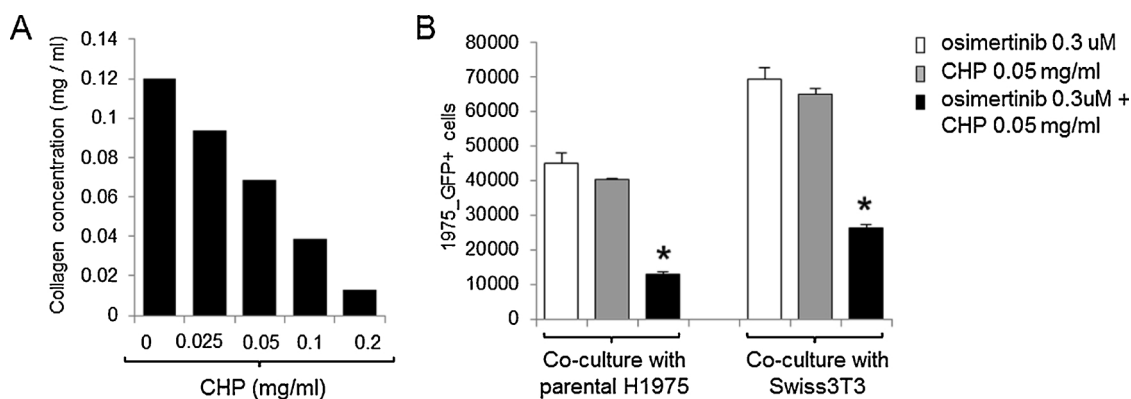 A
Collagen concentration (mg / ml)
0.14
0.12
0.1
0.08
0.06
0.04
0.02
0
0
0.025
0.05
0.1
0.2
CHP (mg/ml)
B
1975_GFP+ cells
80000
70000
60000
50000
40000
30000
20000
10000
0
*
*
Co-culture with
parental H1975
Co-culture with
Swiss3T3
osimertinib 0.3 uM
CHP 0.05 mg/ml
osimertinib 0.3uM +
CHP 0.05 mg/ml